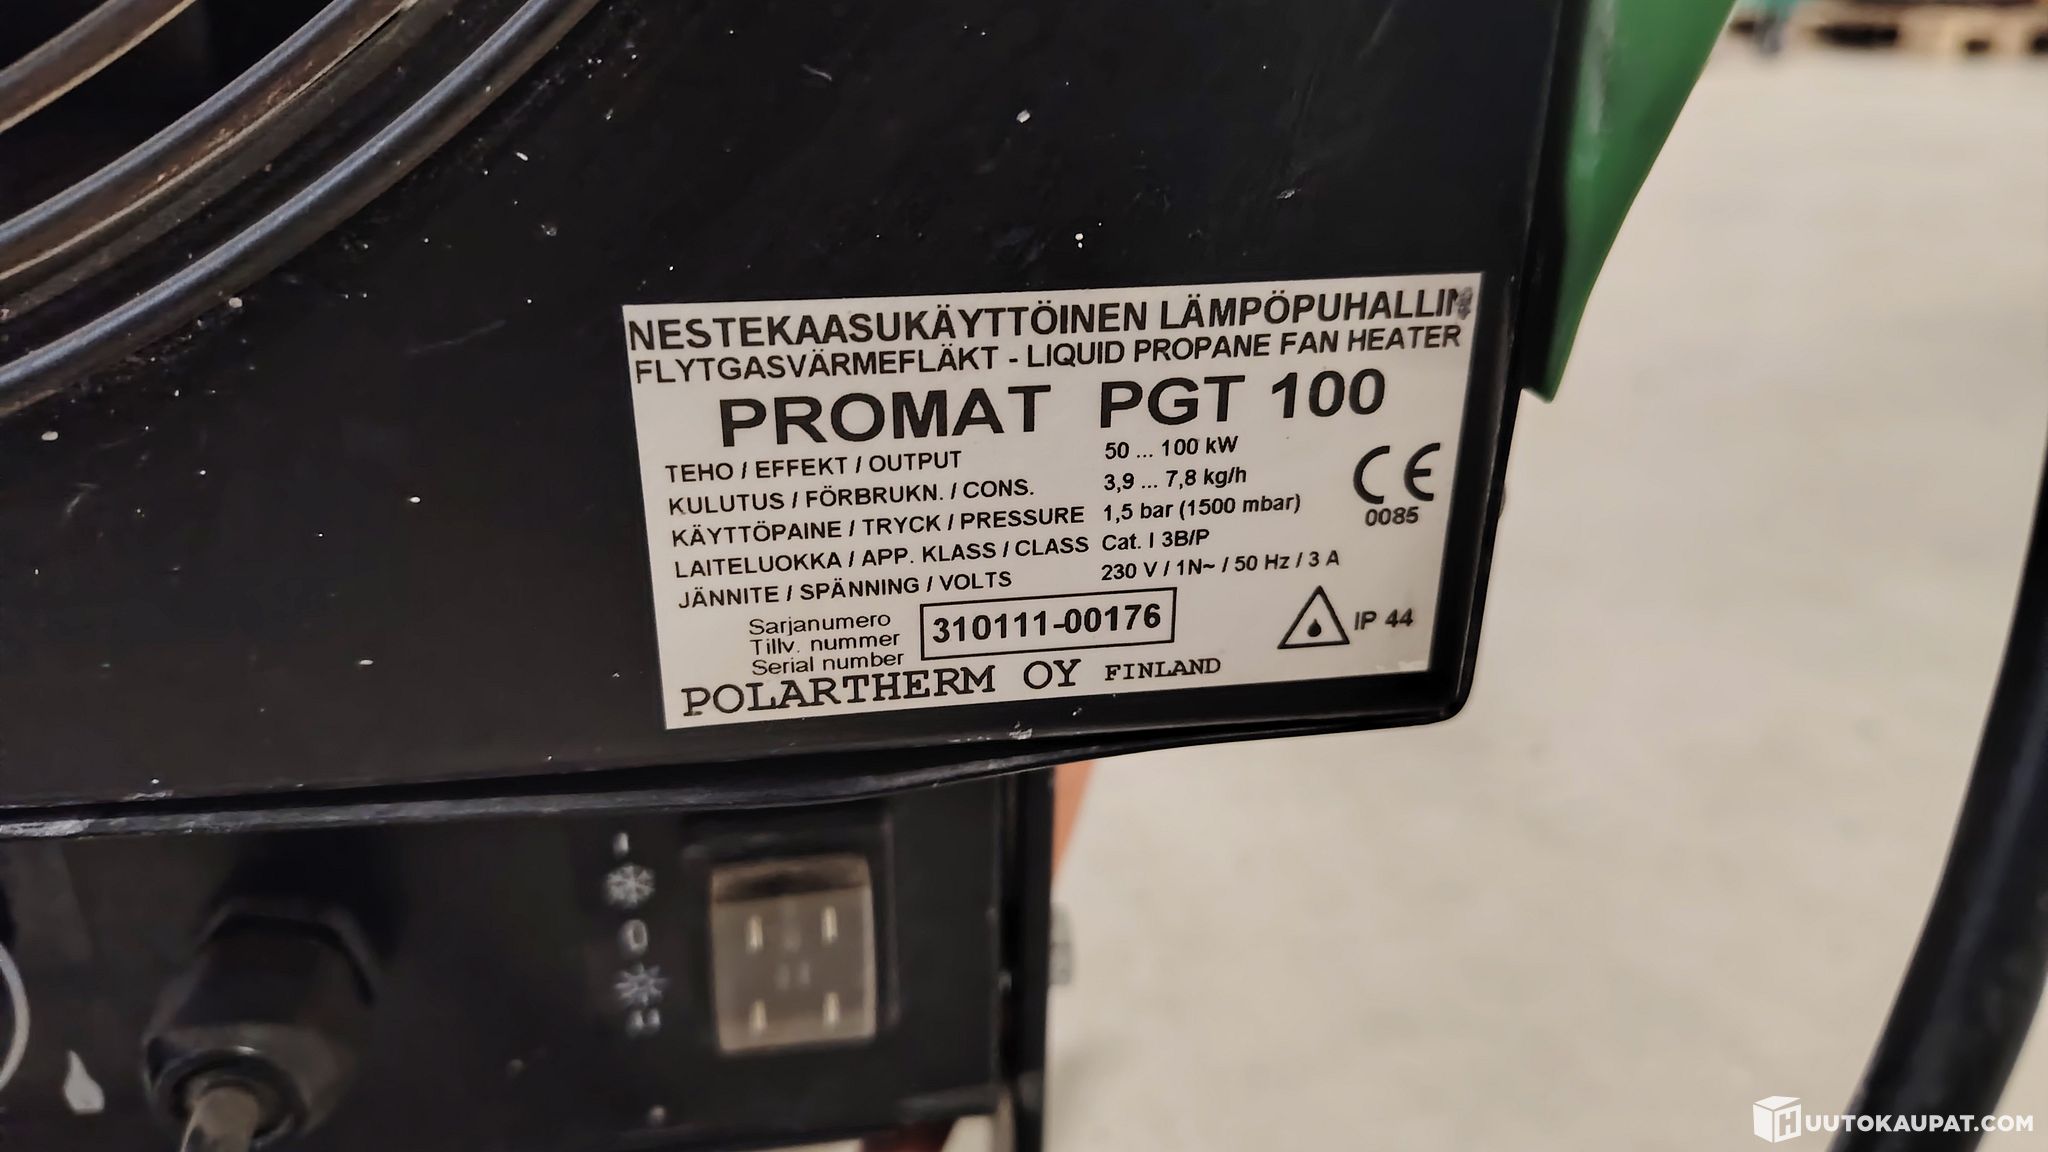 NESTEKAASUKÄYTTÖINEN LÄMPÖPUHALLIN
FLYTGASVÄRMEFLÄKT - LIQUID PROPANE FAN HEATER
PROMAT PGT 100
TEHO / EFFEKT / OUTPUT 50 ... 100 kW
KULUTUS / FÖRBRUKN. / CONS. 3,9 ... 7,8 kg/h
KÄYTTÖPAINE / TRYCK / PRESSURE 1,5 bar (1500 mbar)
LAITELUOKKA / APP. KLASS / CLASS Cat. I 3B/P
JÄNNITE / SPÄNNING / VOLTS 230 V / 1N~ / 50 Hz / 3 A
CE
0085
Sarjanumero
Tillv. nummer
Serial number
310111-00176
IP 44
POLARTHERM OY FINLAND
I
0
HUUTOKAUPAT.COM